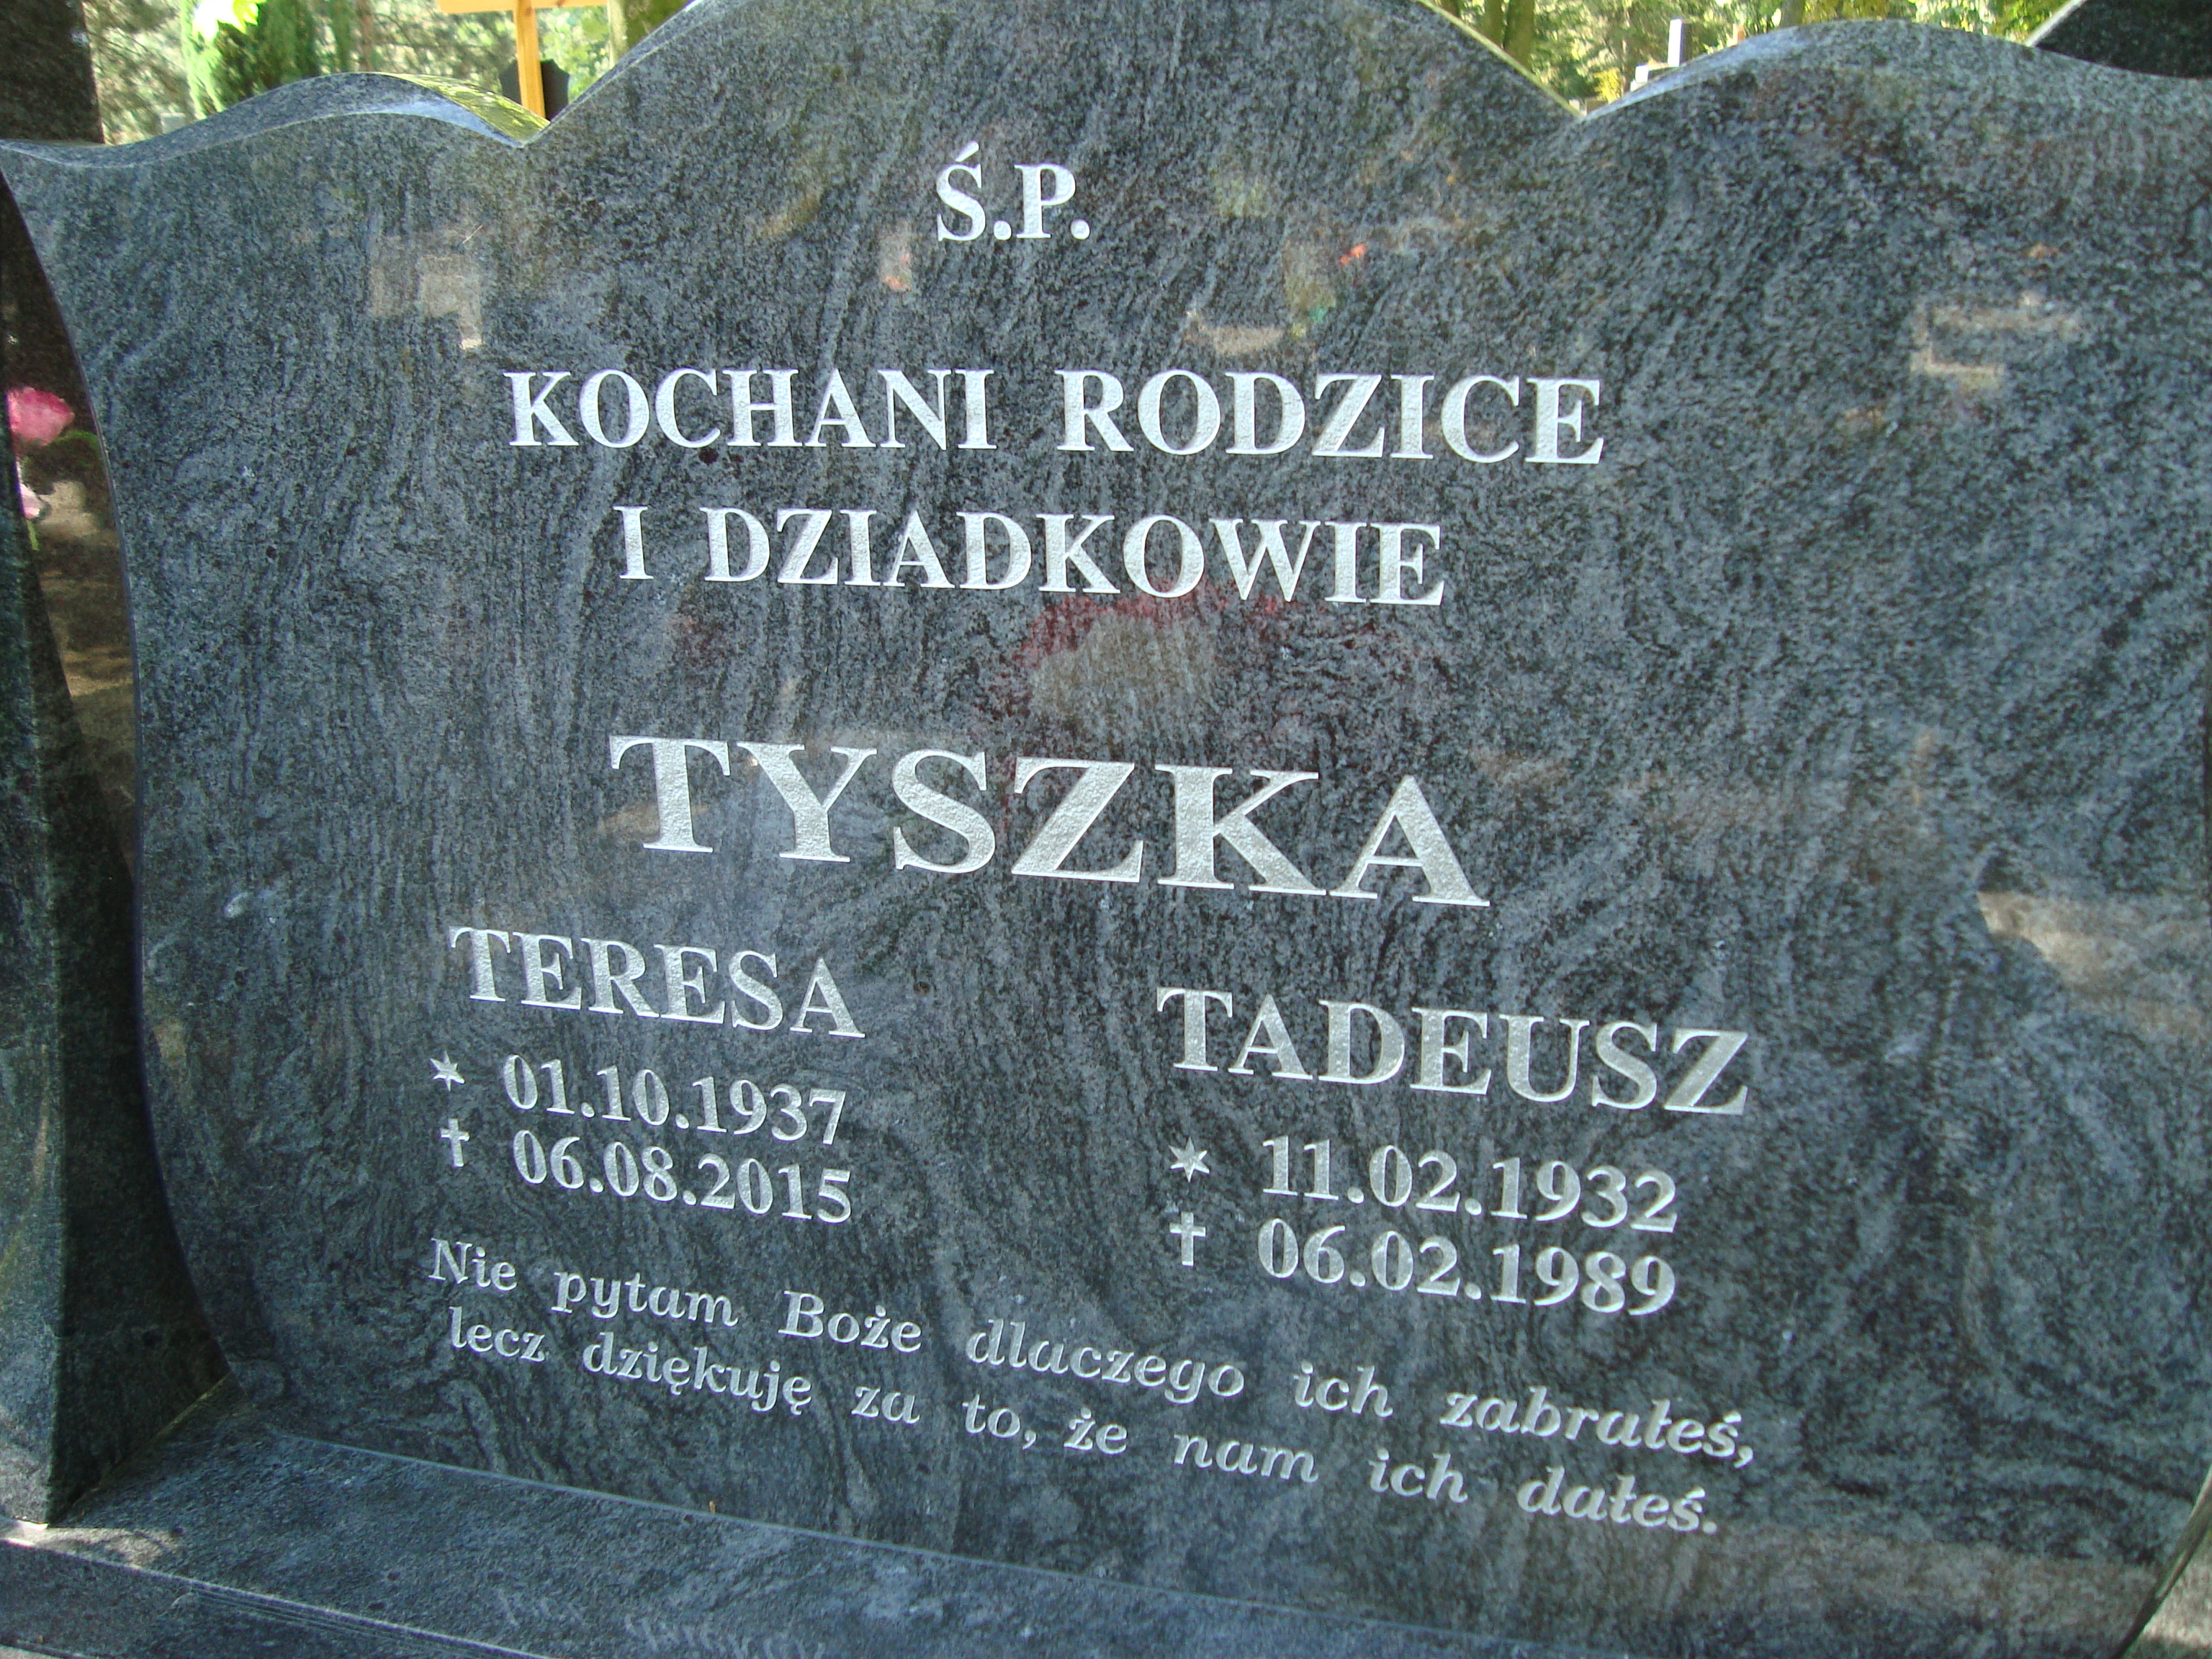 Ś.P.
KOCHANI RODZICE
I DZIADKOWIE
TYSZKA
TERESA
* 01.10.1937
✝ 06.08.2015
TADEUSZ
* 11.02.1932
✝ 06.02.1989
Nie pytam Boże dlaczego ich zabrałeś,
lecz dziękuję za to, że nam ich dałeś.